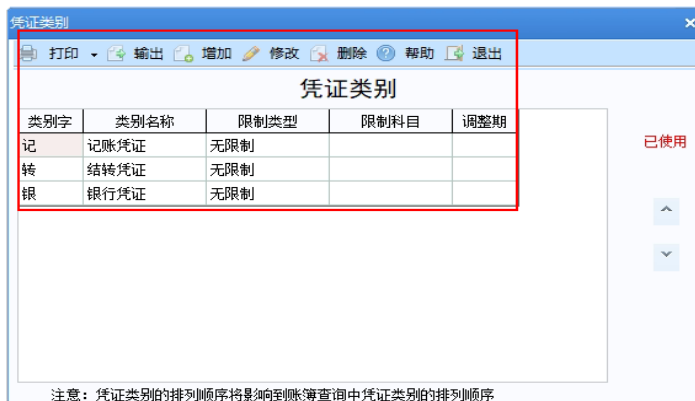 凭证类别
打印 输出 增加 修改 删除 帮助 退出
凭证类别
类别字 类别名称 限制类型 限制科目 调整期
记 记账凭证 无限制
转 结转凭证 无限制
银 银行凭证 无限制
已使用
注意：凭证类别的排列顺序将影响到账簿查询中凭证类别的排列顺序